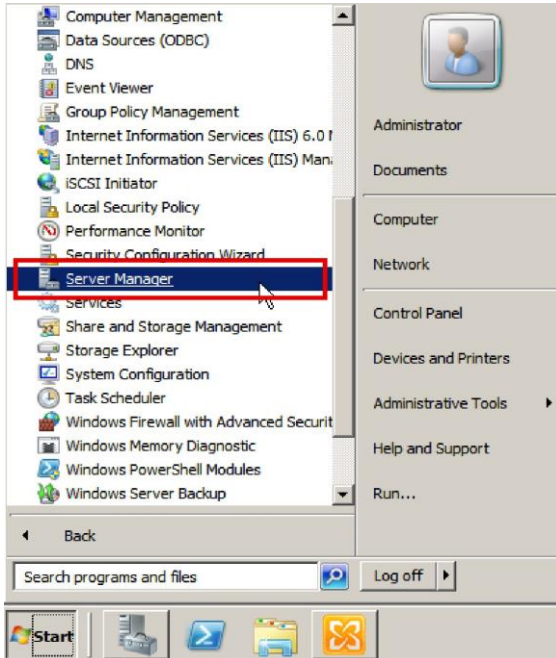 Computer Management
Data Sources (ODBC)
DNS
Event Viewer
Group Policy Management
Internet Information Services (IIS) 6.0 M
Internet Information Services (IIS) Mana
iSCSI Initiator
Local Security Policy
Performance Monitor
Security Configuration Wizard
Server Manager
Services
Share and Storage Management
Storage Explorer
System Configuration
Task Scheduler
Windows Firewall with Advanced Securit
Windows Memory Diagnostic
Windows PowerShell Modules
Windows Server Backup
Back
Search programs and files
Administrator
Documents
Computer
Network
Control Panel
Devices and Printers
Administrative Tools
Help and Support
Run...
Log off
Start